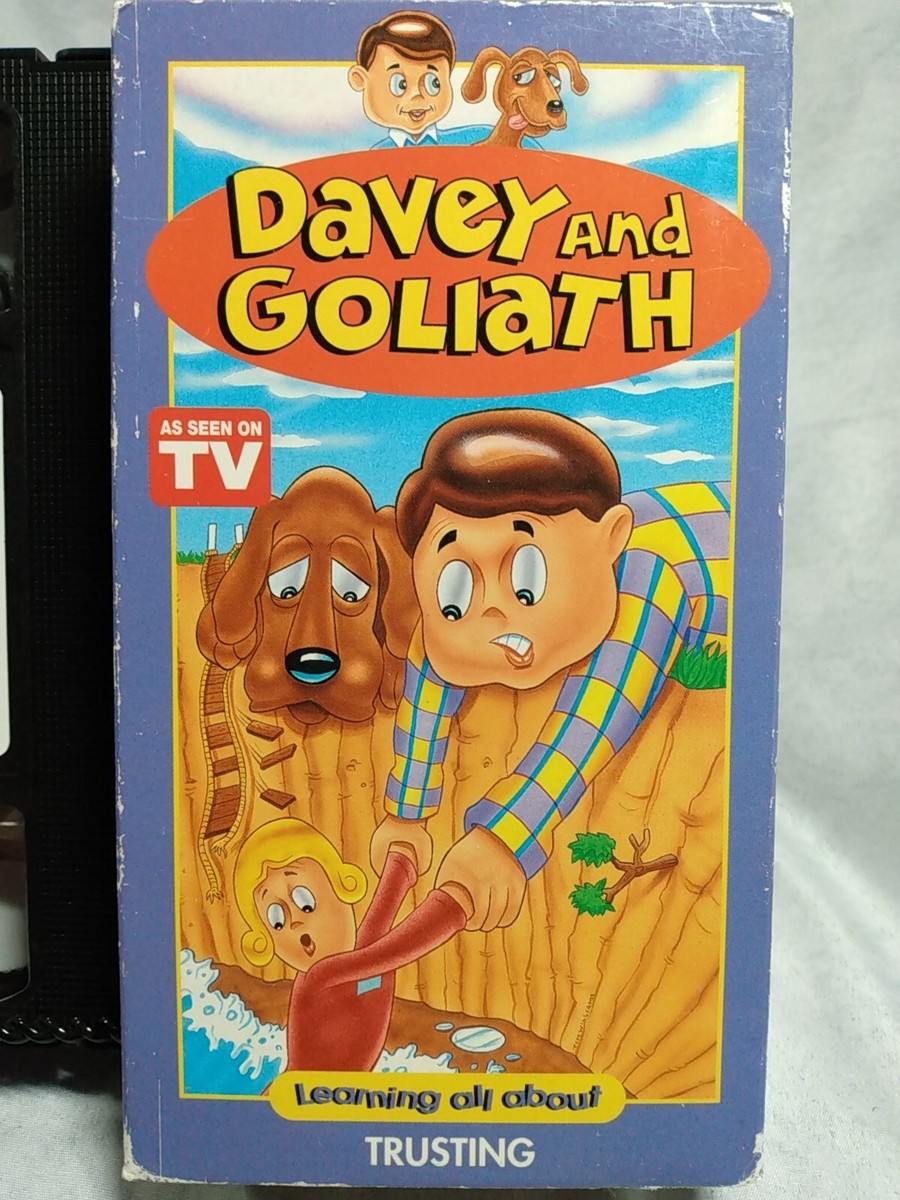 Davey and
Goliath
AS SEEN ON
TV
Learning all about
TRUSTING